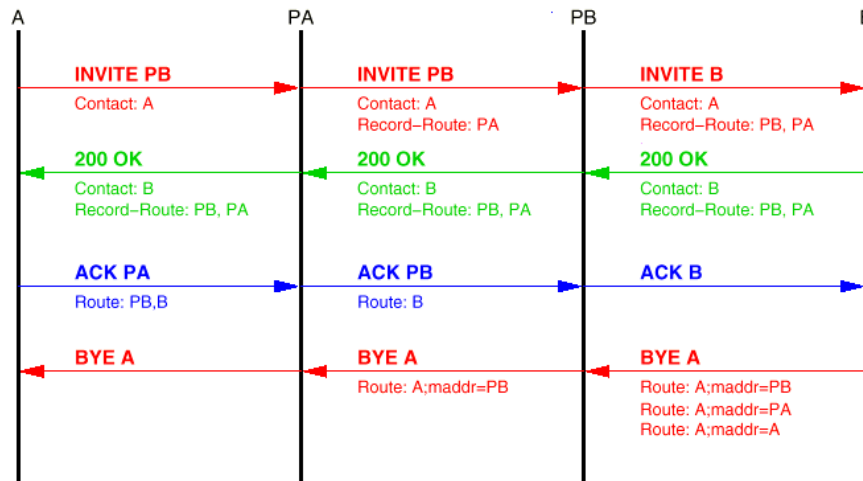 A PA PB
INVITE PB INVITE PB INVITE B
Contact: A Contact: A Contact: A
Record-Route: PA Record-Route: PB, PA
200 OK 200 OK 200 OK
Contact: B Contact: B Contact: B
Record-Route: PB, PA Record-Route: PB, PA Record-Route: PB, PA
ACK PA ACK PB ACK B
Route: PB,B Route: B
BYE A BYE A BYE A
Route: A;maddr=PB Route: A;maddr=PB
Route: A;maddr=PA
Route: A;maddr=A